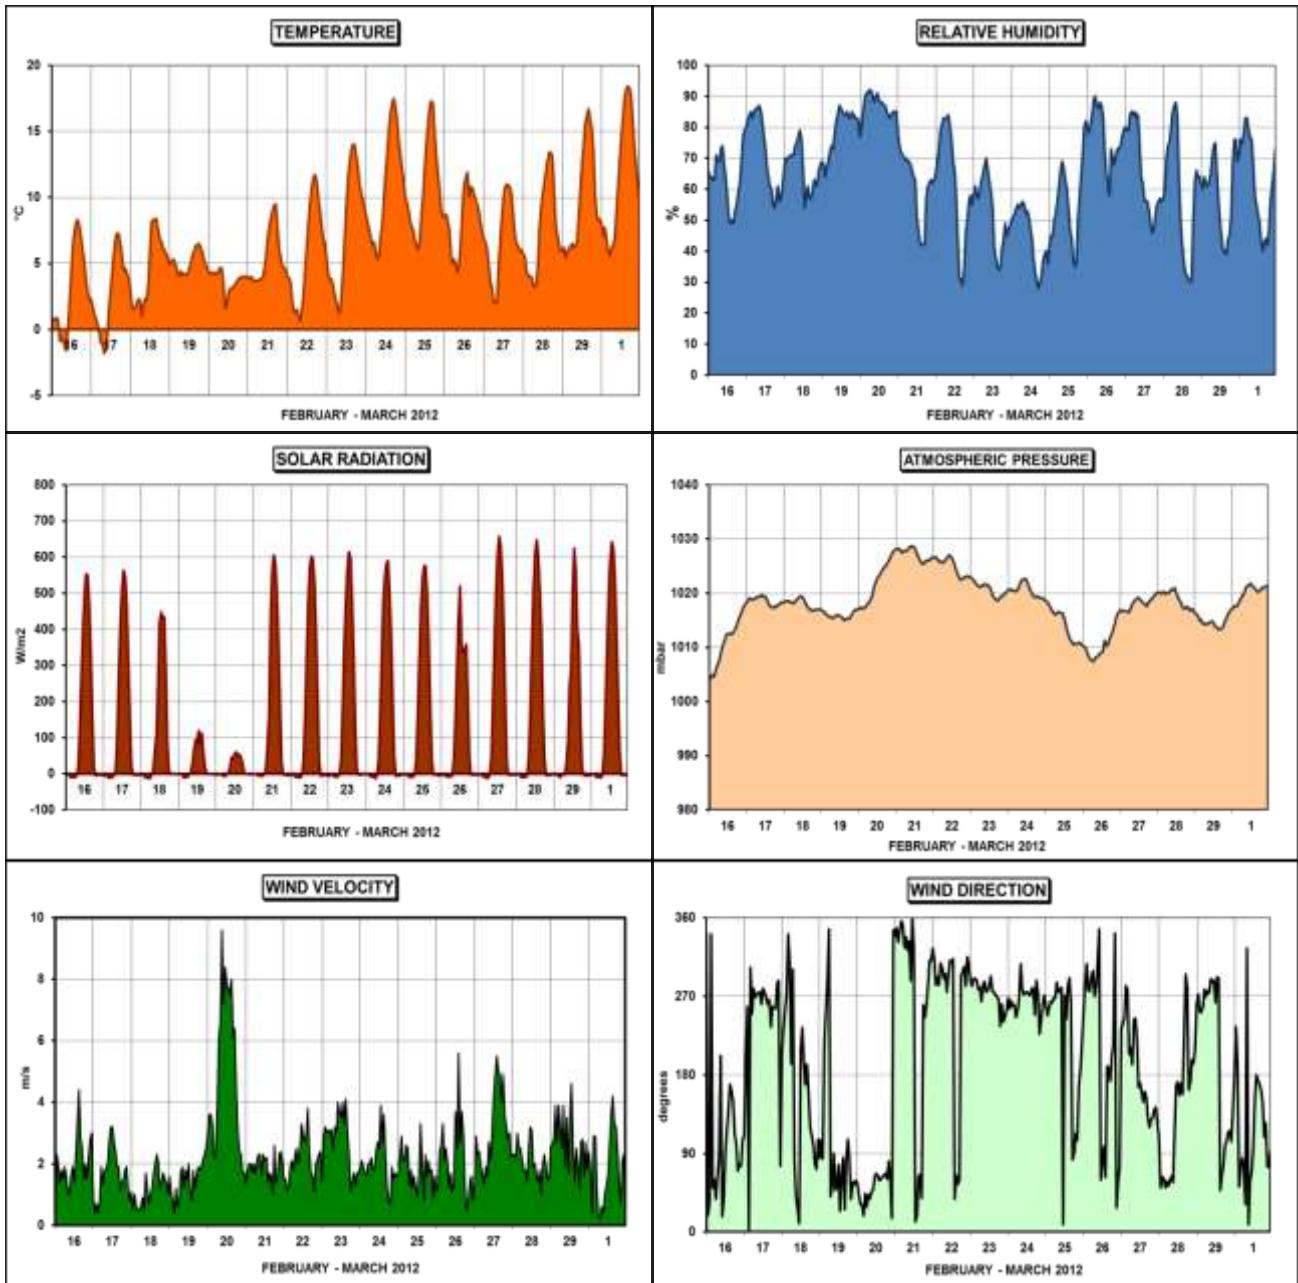 TEMPERATURE
20
15
10
5
0
-5
°C
16 17 18 19 20 21 22 23 24 25 26 27 28 29 1
FEBRUARY - MARCH 2012
RELATIVE HUMIDITY
100
90
80
70
60
50
40
30
20
10
0
%
16 17 18 19 20 21 22 23 24 25 26 27 28 29 1
FEBRUARY - MARCH 2012
SOLAR RADIATION
800
700
600
500
400
300
200
100
0
-100
W/m2
16 17 18 19 20 21 22 23 24 25 26 27 28 29 1
FEBRUARY - MARCH 2012
ATMOSPHERIC PRESSURE
1040
1030
1020
1010
1000
990
980
mbar
16 17 18 19 20 21 22 23 24 25 26 27 28 29 1
FEBRUARY - MARCH 2012
WIND VELOCITY
10
8
6
4
2
0
m/s
16 17 18 19 20 21 22 23 24 25 26 27 28 29 1
FEBRUARY - MARCH 2012
WIND DIRECTION
360
270
180
90
0
degrees
16 17 18 19 20 21 22 23 24 25 26 27 28 29 1
FEBRUARY - MARCH 2012